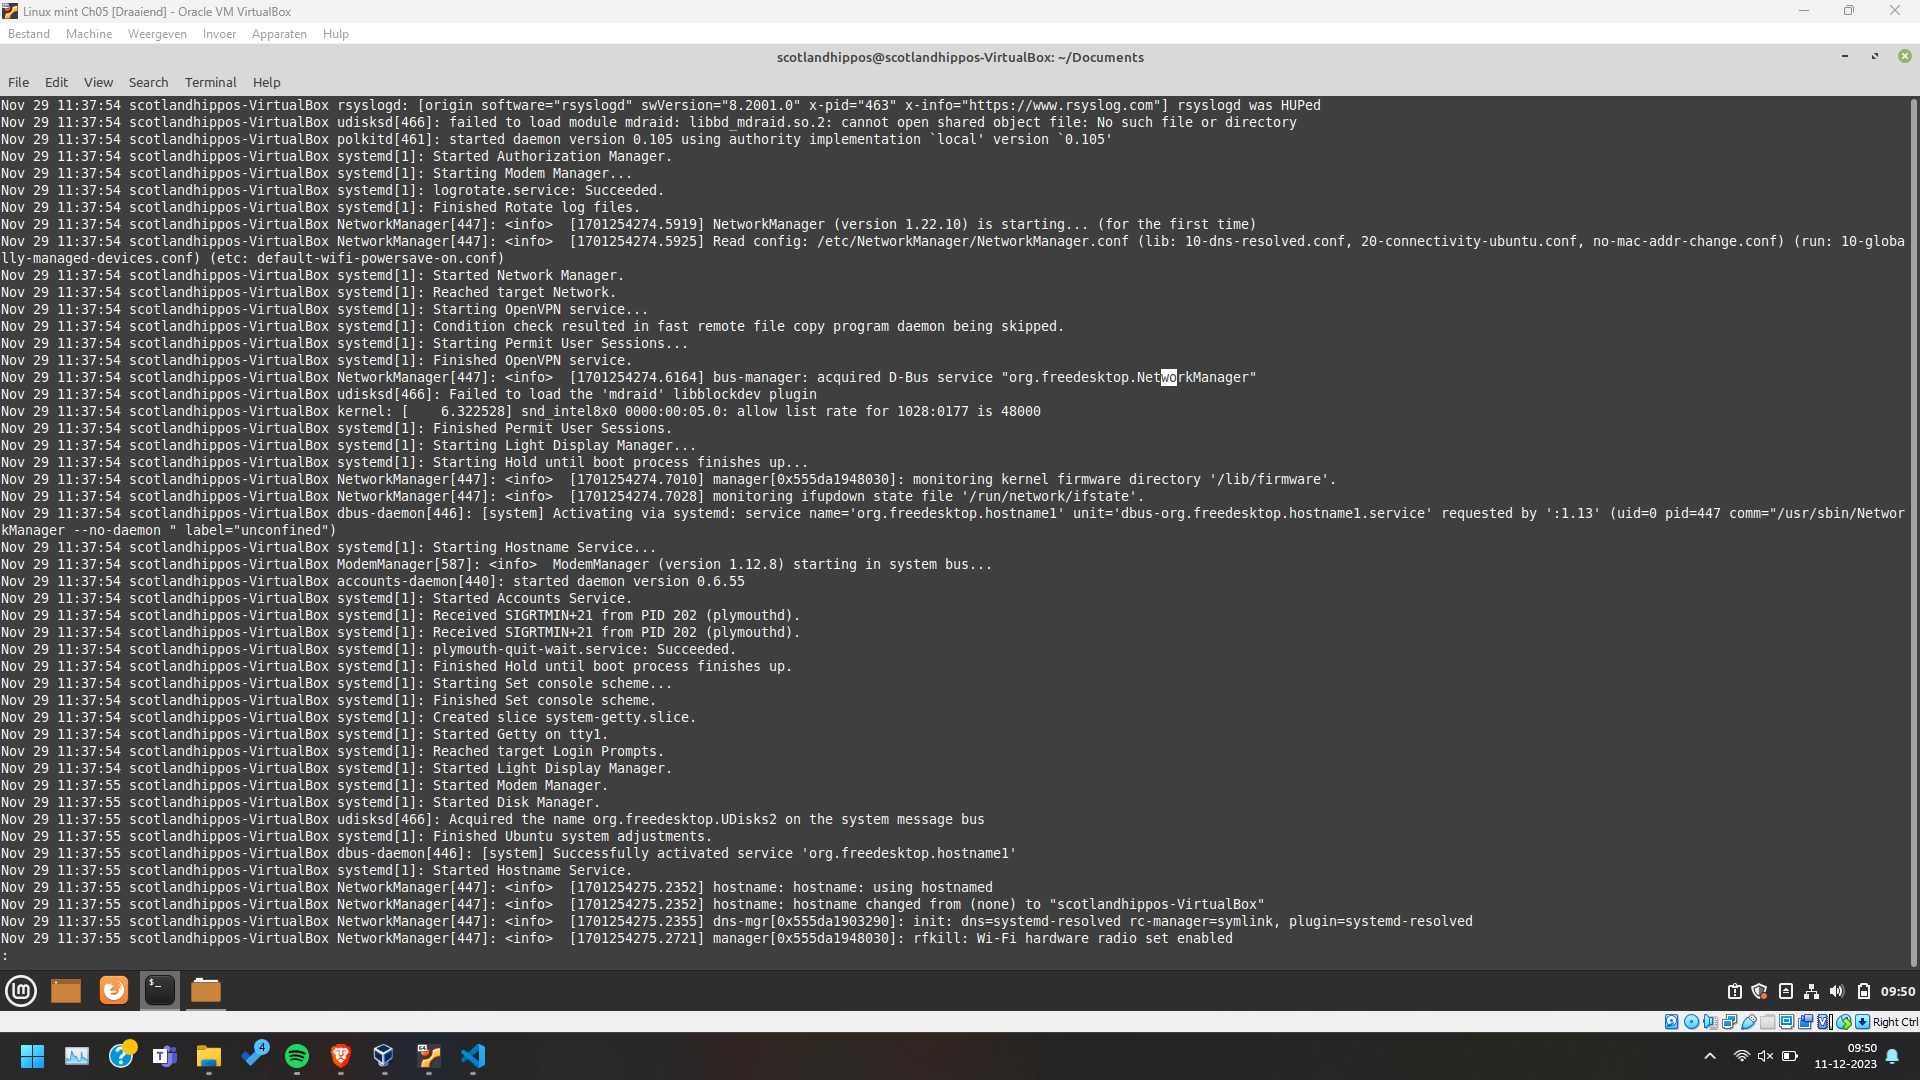 Linux mint Ch05 [Draaiend] - Oracle VM VirtualBox
Bestand Machine Weergeven Invoer Apparaten Hulp
scotlandhippos@scotlandhippos-VirtualBox: ~/Documents
File Edit View Search Terminal Help
Nov 29 11:37:54 scotlandhippos-VirtualBox rsyslogd: [origin software="rsyslogd" swVersion="8.2001.0" x-pid="463" x-info="https://www.rsyslog.com"] rsyslogd was HUPed
Nov 29 11:37:54 scotlandhippos-VirtualBox udisksd[466]: failed to load module mdraid: libbd_mdraid.so.2: cannot open shared object file: No such file or directory
Nov 29 11:37:54 scotlandhippos-VirtualBox polkitd[461]: started daemon version 0.105 using authority implementation `local' version `0.105'
Nov 29 11:37:54 scotlandhippos-VirtualBox systemd[1]: Started Authorization Manager.
Nov 29 11:37:54 scotlandhippos-VirtualBox systemd[1]: Starting Modem Manager...
Nov 29 11:37:54 scotlandhippos-VirtualBox systemd[1]: logrotate.service: Succeeded.
Nov 29 11:37:54 scotlandhippos-VirtualBox systemd[1]: Finished Rotate log files.
Nov 29 11:37:54 scotlandhippos-VirtualBox NetworkManager[447]: <info>  [1701254274.5919] NetworkManager (version 1.22.10) is starting... (for the first time)
Nov 29 11:37:54 scotlandhippos-VirtualBox NetworkManager[447]: <info>  [1701254274.5925] Read config: /etc/NetworkManager/NetworkManager.conf (lib: 10-dns-resolved.conf, 20-connectivity-ubuntu.conf, no-mac-addr-change.conf) (run: 10-globa
lly-managed-devices.conf) (etc: default-wifi-powersave-on.conf)
Nov 29 11:37:54 scotlandhippos-VirtualBox systemd[1]: Started Network Manager.
Nov 29 11:37:54 scotlandhippos-VirtualBox systemd[1]: Reached target Network.
Nov 29 11:37:54 scotlandhippos-VirtualBox systemd[1]: Starting OpenVPN service...
Nov 29 11:37:54 scotlandhippos-VirtualBox systemd[1]: Condition check resulted in fast remote file copy program daemon being skipped.
Nov 29 11:37:54 scotlandhippos-VirtualBox systemd[1]: Starting Permit User Sessions...
Nov 29 11:37:54 scotlandhippos-VirtualBox systemd[1]: Finished OpenVPN service.
Nov 29 11:37:54 scotlandhippos-VirtualBox NetworkManager[447]: <info>  [1701254274.6164] bus-manager: acquired D-Bus service "org.freedesktop.NetworkManager"
Nov 29 11:37:54 scotlandhippos-VirtualBox udisksd[466]: Failed to load the 'mdraid' libblockdev plugin
Nov 29 11:37:54 scotlandhippos-VirtualBox kernel: [    6.322528] snd_intel8x0 0000:00:05.0: allow list rate for 1028:0177 is 48000
Nov 29 11:37:54 scotlandhippos-VirtualBox systemd[1]: Finished Permit User Sessions.
Nov 29 11:37:54 scotlandhippos-VirtualBox systemd[1]: Starting Light Display Manager...
Nov 29 11:37:54 scotlandhippos-VirtualBox systemd[1]: Starting Hold until boot process finishes up...
Nov 29 11:37:54 scotlandhippos-VirtualBox NetworkManager[447]: <info>  [1701254274.7010] manager[0x555da1948030]: monitoring kernel firmware directory '/lib/firmware'.
Nov 29 11:37:54 scotlandhippos-VirtualBox NetworkManager[447]: <info>  [1701254274.7028] monitoring ifupdown state file '/run/network/ifstate'.
Nov 29 11:37:54 scotlandhippos-VirtualBox dbus-daemon[446]: [system] Activating via systemd: service name='org.freedesktop.hostname1' unit='dbus-org.freedesktop.hostname1.service' requested by ':1.13' (uid=0 pid=447 comm="/usr/sbin/Networ
kManager --no-daemon " label="unconfined")
Nov 29 11:37:54 scotlandhippos-VirtualBox systemd[1]: Starting Hostname Service...
Nov 29 11:37:54 scotlandhippos-VirtualBox ModemManager[587]: <info>  ModemManager (version 1.12.8) starting in system bus...
Nov 29 11:37:54 scotlandhippos-VirtualBox accounts-daemon[440]: started daemon version 0.6.55
Nov 29 11:37:54 scotlandhippos-VirtualBox systemd[1]: Started Accounts Service.
Nov 29 11:37:54 scotlandhippos-VirtualBox systemd[1]: Received SIGRTMIN+21 from PID 202 (plymouthd).
Nov 29 11:37:54 scotlandhippos-VirtualBox systemd[1]: Received SIGRTMIN+21 from PID 202 (plymouthd).
Nov 29 11:37:54 scotlandhippos-VirtualBox systemd[1]: plymouth-quit-wait.service: Succeeded.
Nov 29 11:37:54 scotlandhippos-VirtualBox systemd[1]: Finished Hold until boot process finishes up.
Nov 29 11:37:54 scotlandhippos-VirtualBox systemd[1]: Starting Set console scheme...
Nov 29 11:37:54 scotlandhippos-VirtualBox systemd[1]: Finished Set console scheme.
Nov 29 11:37:54 scotlandhippos-VirtualBox systemd[1]: Created slice system-getty.slice.
Nov 29 11:37:54 scotlandhippos-VirtualBox systemd[1]: Started Getty on tty1.
Nov 29 11:37:54 scotlandhippos-VirtualBox systemd[1]: Reached target Login Prompts.
Nov 29 11:37:54 scotlandhippos-VirtualBox systemd[1]: Started Light Display Manager.
Nov 29 11:37:55 scotlandhippos-VirtualBox systemd[1]: Started Modem Manager.
Nov 29 11:37:55 scotlandhippos-VirtualBox systemd[1]: Started Disk Manager.
Nov 29 11:37:55 scotlandhippos-VirtualBox udisksd[466]: Acquired the name org.freedesktop.UDisks2 on the system message bus
Nov 29 11:37:55 scotlandhippos-VirtualBox systemd[1]: Finished Ubuntu system adjustments.
Nov 29 11:37:55 scotlandhippos-VirtualBox dbus-daemon[446]: [system] Successfully activated service 'org.freedesktop.hostname1'
Nov 29 11:37:55 scotlandhippos-VirtualBox systemd[1]: Started Hostname Service.
Nov 29 11:37:55 scotlandhippos-VirtualBox NetworkManager[447]: <info>  [1701254275.2352] hostname: hostname: using hostnamed
Nov 29 11:37:55 scotlandhippos-VirtualBox NetworkManager[447]: <info>  [1701254275.2352] hostname: hostname changed from (none) to "scotlandhippos-VirtualBox"
Nov 29 11:37:55 scotlandhippos-VirtualBox NetworkManager[447]: <info>  [1701254275.2355] dns-mgr[0x555da1903290]: init: dns=systemd-resolved rc-manager=symlink, plugin=systemd-resolved
Nov 29 11:37:55 scotlandhippos-VirtualBox NetworkManager[447]: <info>  [1701254275.2721] manager[0x555da1948030]: rfkill: Wi-Fi hardware radio set enabled
:
09:50
Right Ctrl
4
09:50
11-12-2023